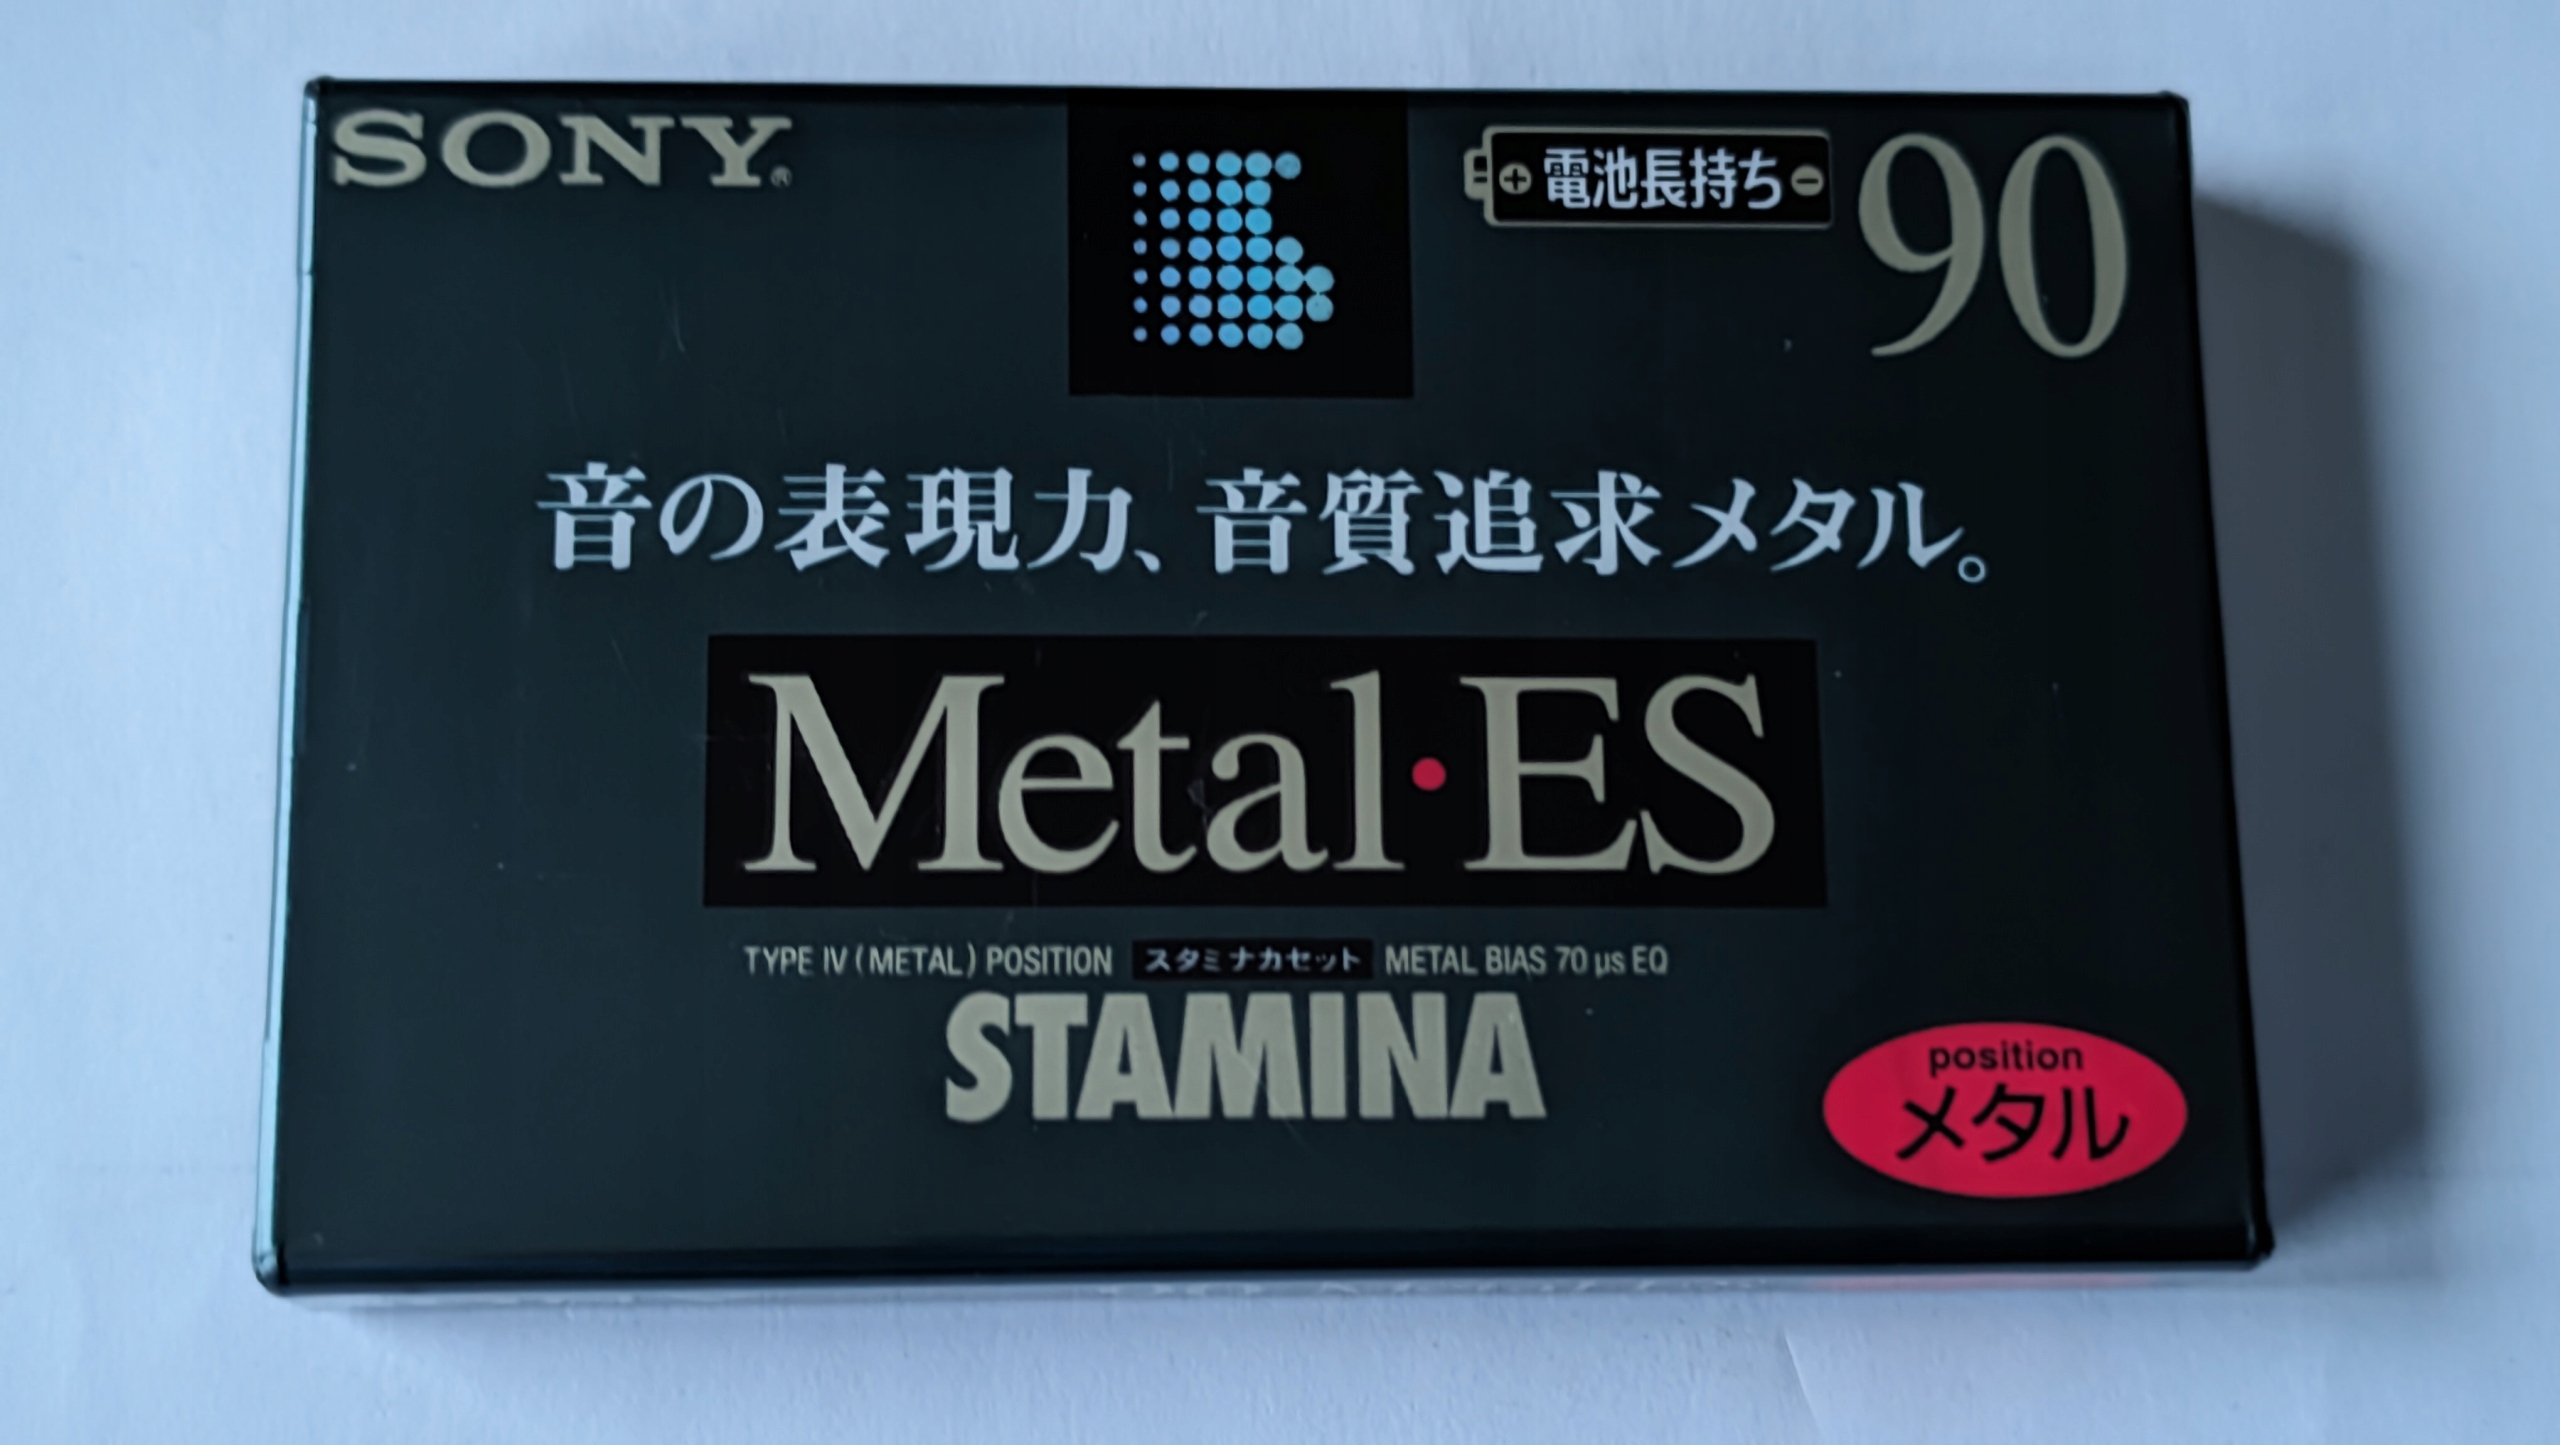 SONY®
電池長持ち
90
音の表現力、音質追求メタル。
Metal·ES
TYPE IV (METAL) POSITION スタミナカセット METAL BIAS 70 µs EQ
STAMINA
position
メタル